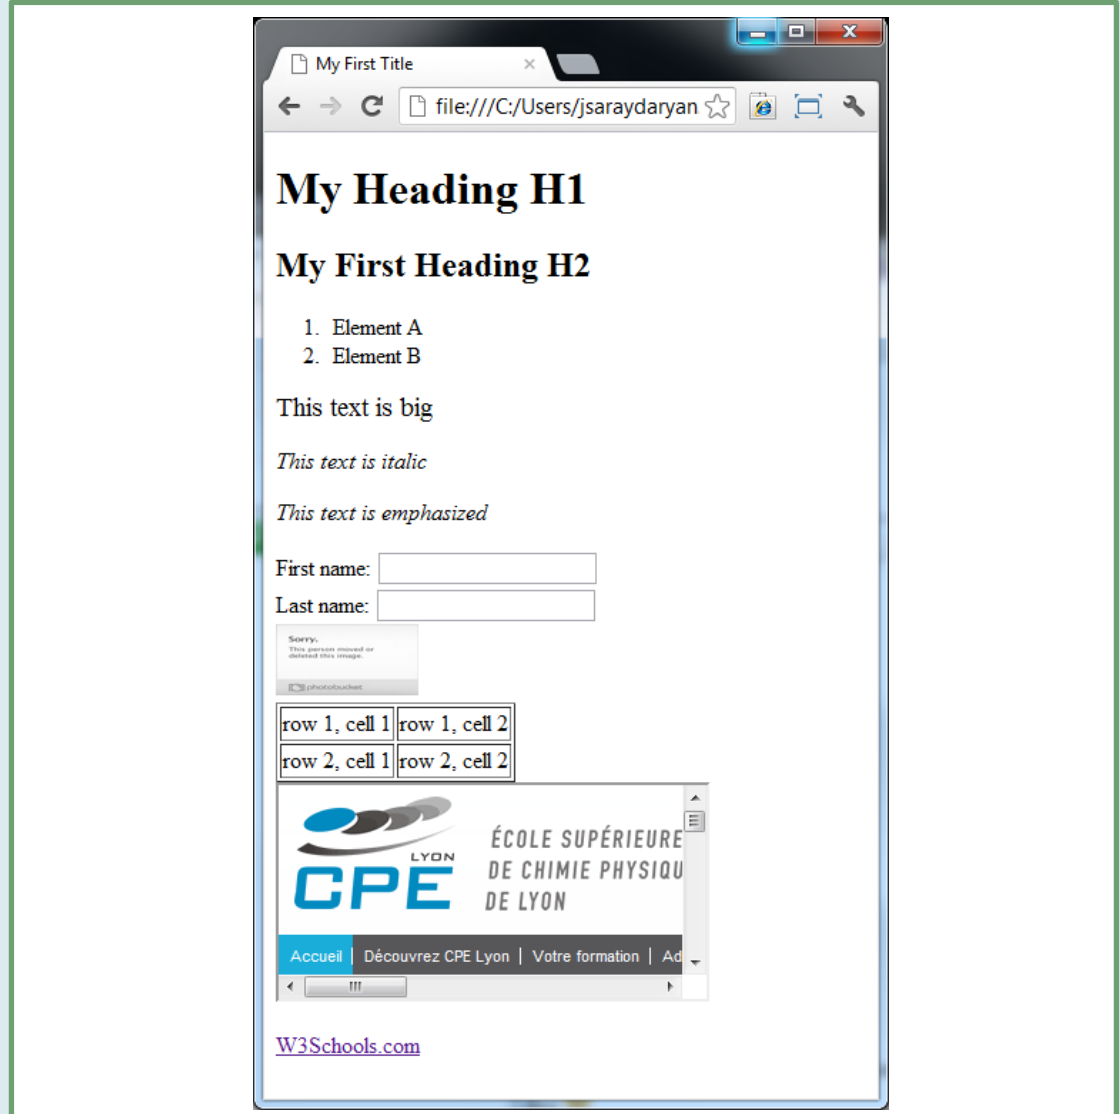 My First Title
file:///C:/Users/jsaraydaryan
My Heading H1
My First Heading H2
1. Element A
2. Element B
This text is big
This text is italic
This text is emphasized
First name:
Last name:
Sorry.
This person moved or
deleted this image.
photobucket
row 1, cell 1 row 1, cell 2
row 2, cell 1 row 2, cell 2
LYON
CPE
ÉCOLE SUPÉRIEURE
DE CHIMIE PHYSIQU
DE LYON
Accueil | Découvrez CPE Lyon | Votre formation | Ad
W3Schools.com